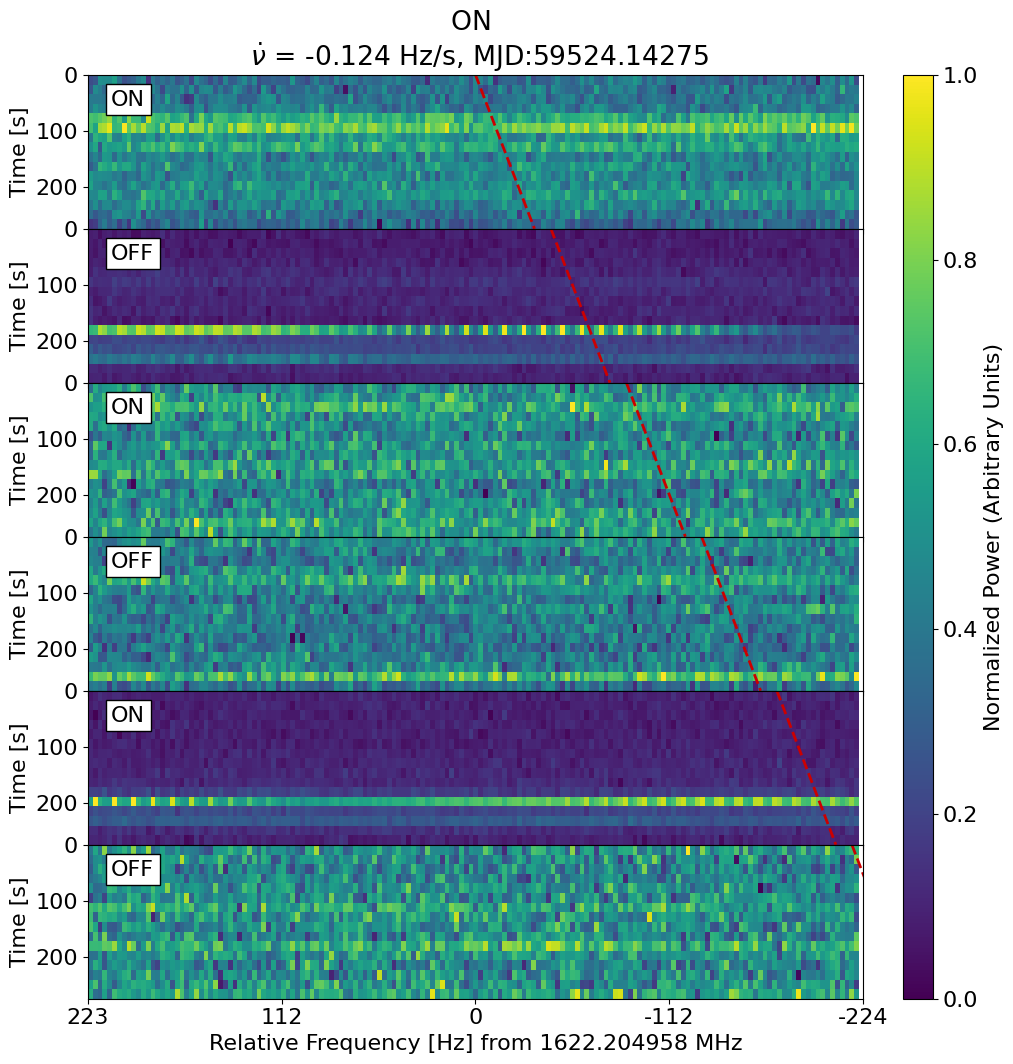 ON
ν̇ = -0.124 Hz/s, MJD:59524.14275
0
100
200
Time [s]
ON
0
100
200
Time [s]
OFF
0
100
200
Time [s]
ON
0
100
200
Time [s]
OFF
0
100
200
Time [s]
ON
0
100
200
Time [s]
OFF
223
112
0
-112
-224
Relative Frequency [Hz] from 1622.204958 MHz
1.0
0.8
0.6
0.4
0.2
0.0
Normalized Power (Arbitrary Units)